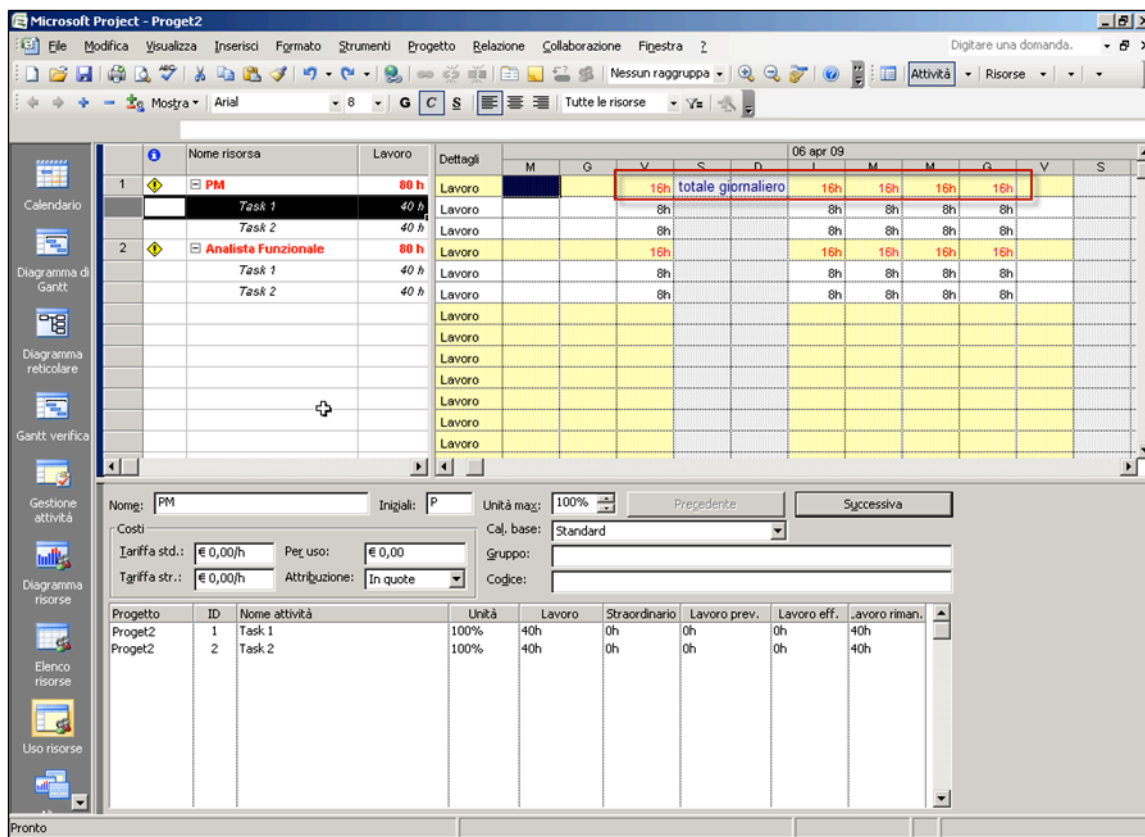 Microsoft Project - Proget2
File Modifica Visualizza Inserisci Formato Strumenti Progetto Relazione Collaborazione Finestra ? Digitare una domanda.
Nessun raggruppa Attività Risorse
Mostra Arial 8 G C S Tutte le risorse
Nome risorsa Lavoro Dettagli 06 apr 09
M G V S D L M M G V S
1 PM 80 h Lavoro 16h totale giornaliero 16h 16h 16h 16h
Task 1 40 h Lavoro 8h 8h 8h 8h 8h
Task 2 40 h Lavoro 8h 8h 8h 8h 8h
2 Analista Funzionale 80 h Lavoro 16h 16h 16h 16h 16h
Task 1 40 h Lavoro 8h 8h 8h 8h 8h
Task 2 40 h Lavoro 8h 8h 8h 8h 8h
Lavoro
Lavoro
Lavoro
Lavoro
Lavoro
Lavoro
Lavoro
Calendario
Diagramma di
Gantt
Diagramma
reticolare
Gantt verifica
Gestione
attività
Diagramma
risorse
Elenco
risorse
Uso risorse
Nome: PM Iniziali: P Unità max: 100% Precedente Successiva
Costi Cal. base: Standard
Tariffa std.: € 0,00/h Per uso: € 0,00 Gruppo:
Tariffa str.: € 0,00/h Attribuzione: In quote Codice:
Progetto ID Nome attività Unità Lavoro Straordinario Lavoro prev. Lavoro eff. Lavoro riman.
Proget2 1 Task 1 100% 40h 0h 0h 0h 40h
Proget2 2 Task 2 100% 40h 0h 0h 0h 40h
Pronto